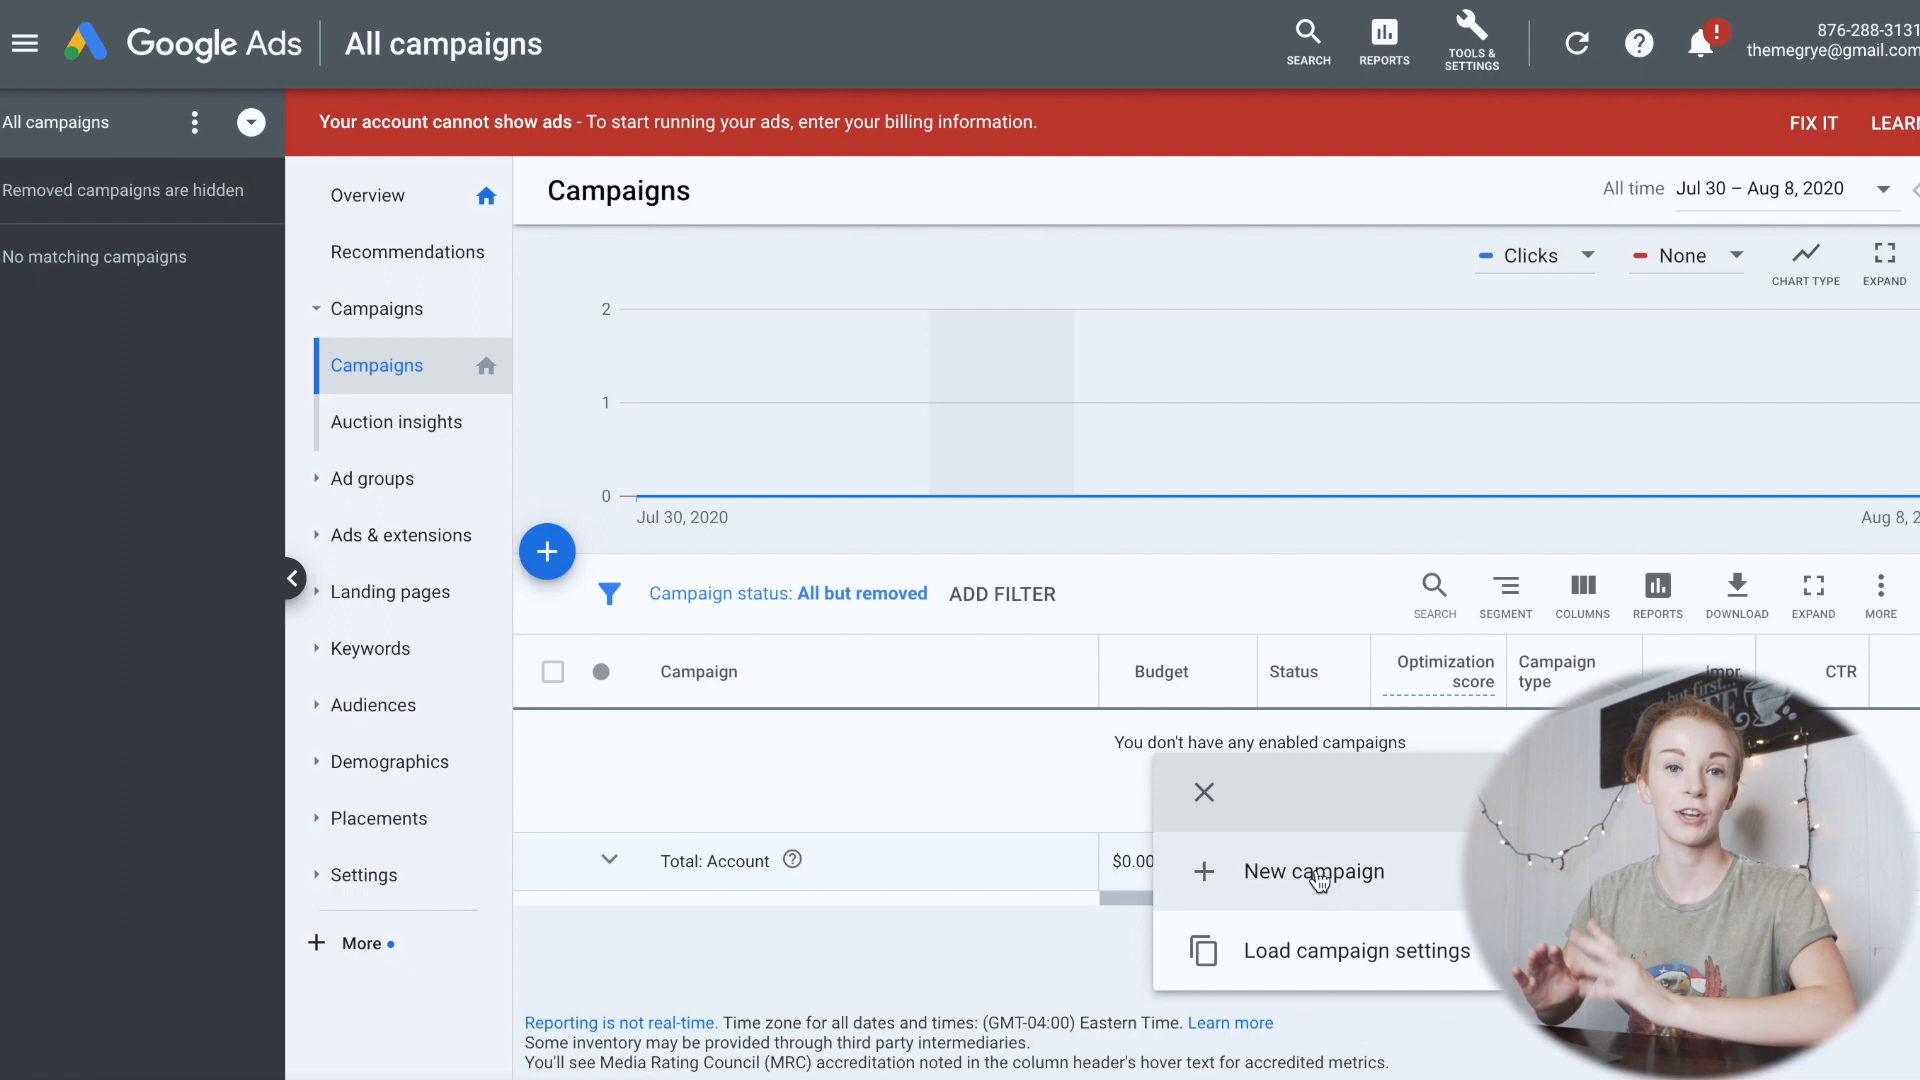 Google Ads
All campaigns
SEARCH
REPORTS
TOOLS &
SETTINGS
!
876-288-3131
themegrye@gmail.com
All campaigns
Your account cannot show ads - To start running your ads, enter your billing information.
FIX IT
LEARN
Removed campaigns are hidden
No matching campaigns
Overview
Recommendations
Campaigns
Campaigns
Auction insights
Ad groups
Ads & extensions
Landing pages
Keywords
Audiences
Demographics
Placements
Settings
More
Campaigns
All time Jul 30 – Aug 8, 2020
Clicks
None
CHART TYPE
EXPAND
2
1
0
Jul 30, 2020
Aug 8, 2
Campaign status: All but removed
ADD FILTER
SEARCH
SEGMENT
COLUMNS
REPORTS
DOWNLOAD
EXPAND
MORE
Campaign
Budget
Status
Optimization
score
Campaign
type
Impr.
CTR
You don't have any enabled campaigns
Total: Account
$0.00
New campaign
Load campaign settings
but first...
Reporting is not real-time. Time zone for all dates and times: (GMT-04:00) Eastern Time. Learn more
Some inventory may be provided through third party intermediaries.
You'll see Media Rating Council (MRC) accreditation noted in the column header's hover text for accredited metrics.